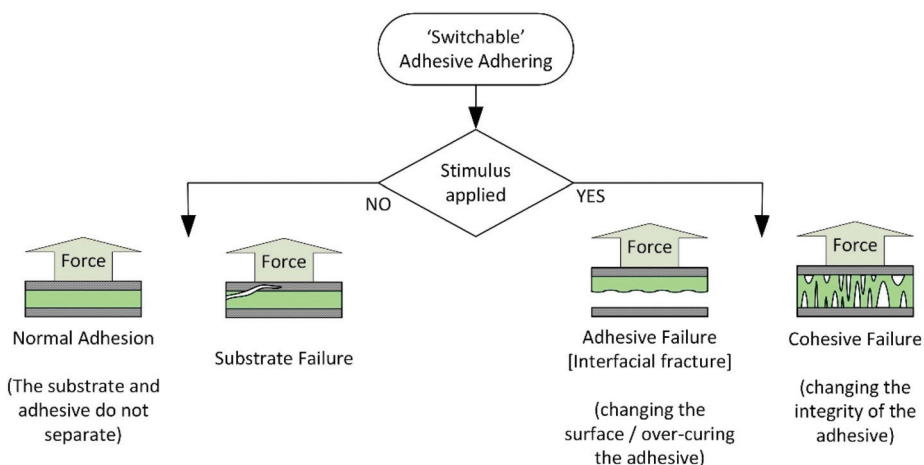 ‘Switchable’
Adhesive Adhering
Stimulus
applied
NO
YES
Force
Force
Force
Force
Normal Adhesion
(The substrate and
adhesive do not
separate)
Substrate Failure
Adhesive Failure
[Interfacial fracture]
(changing the
surface / over-curing
the adhesive)
Cohesive Failure
(changing the
integrity of the
adhesive)